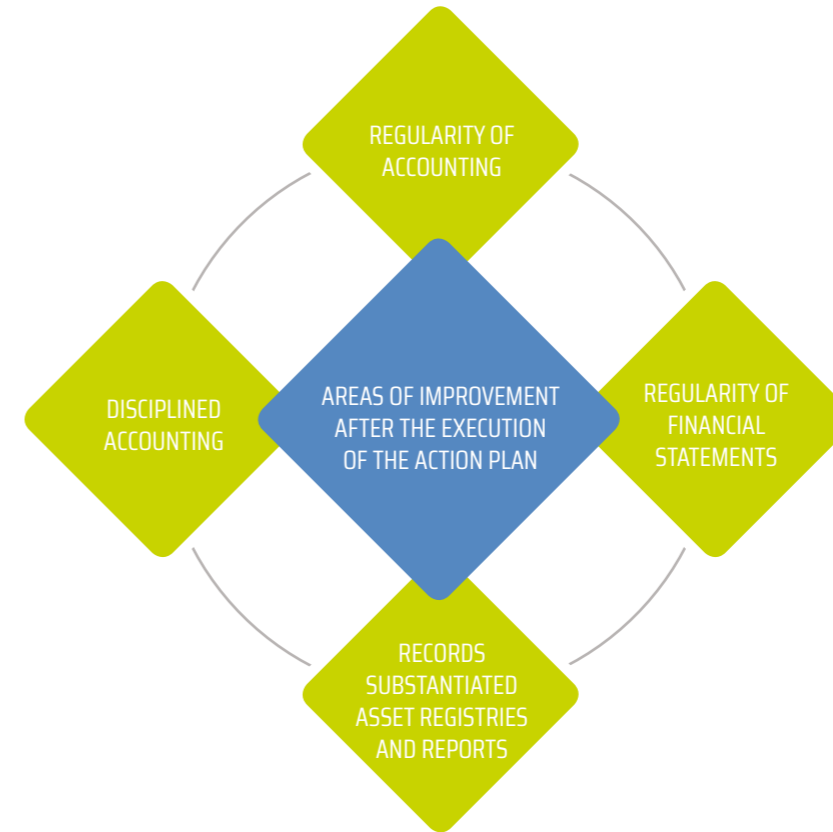 REGULARITY OF
ACCOUNTING
DISCIPLINED
ACCOUNTING
AREAS OF IMPROVEMENT
AFTER THE EXECUTION
OF THE ACTION PLAN
REGULARITY OF
FINANCIAL
STATEMENTS
RECORDS
SUBSTANTIATED
ASSET REGISTRIES
AND REPORTS